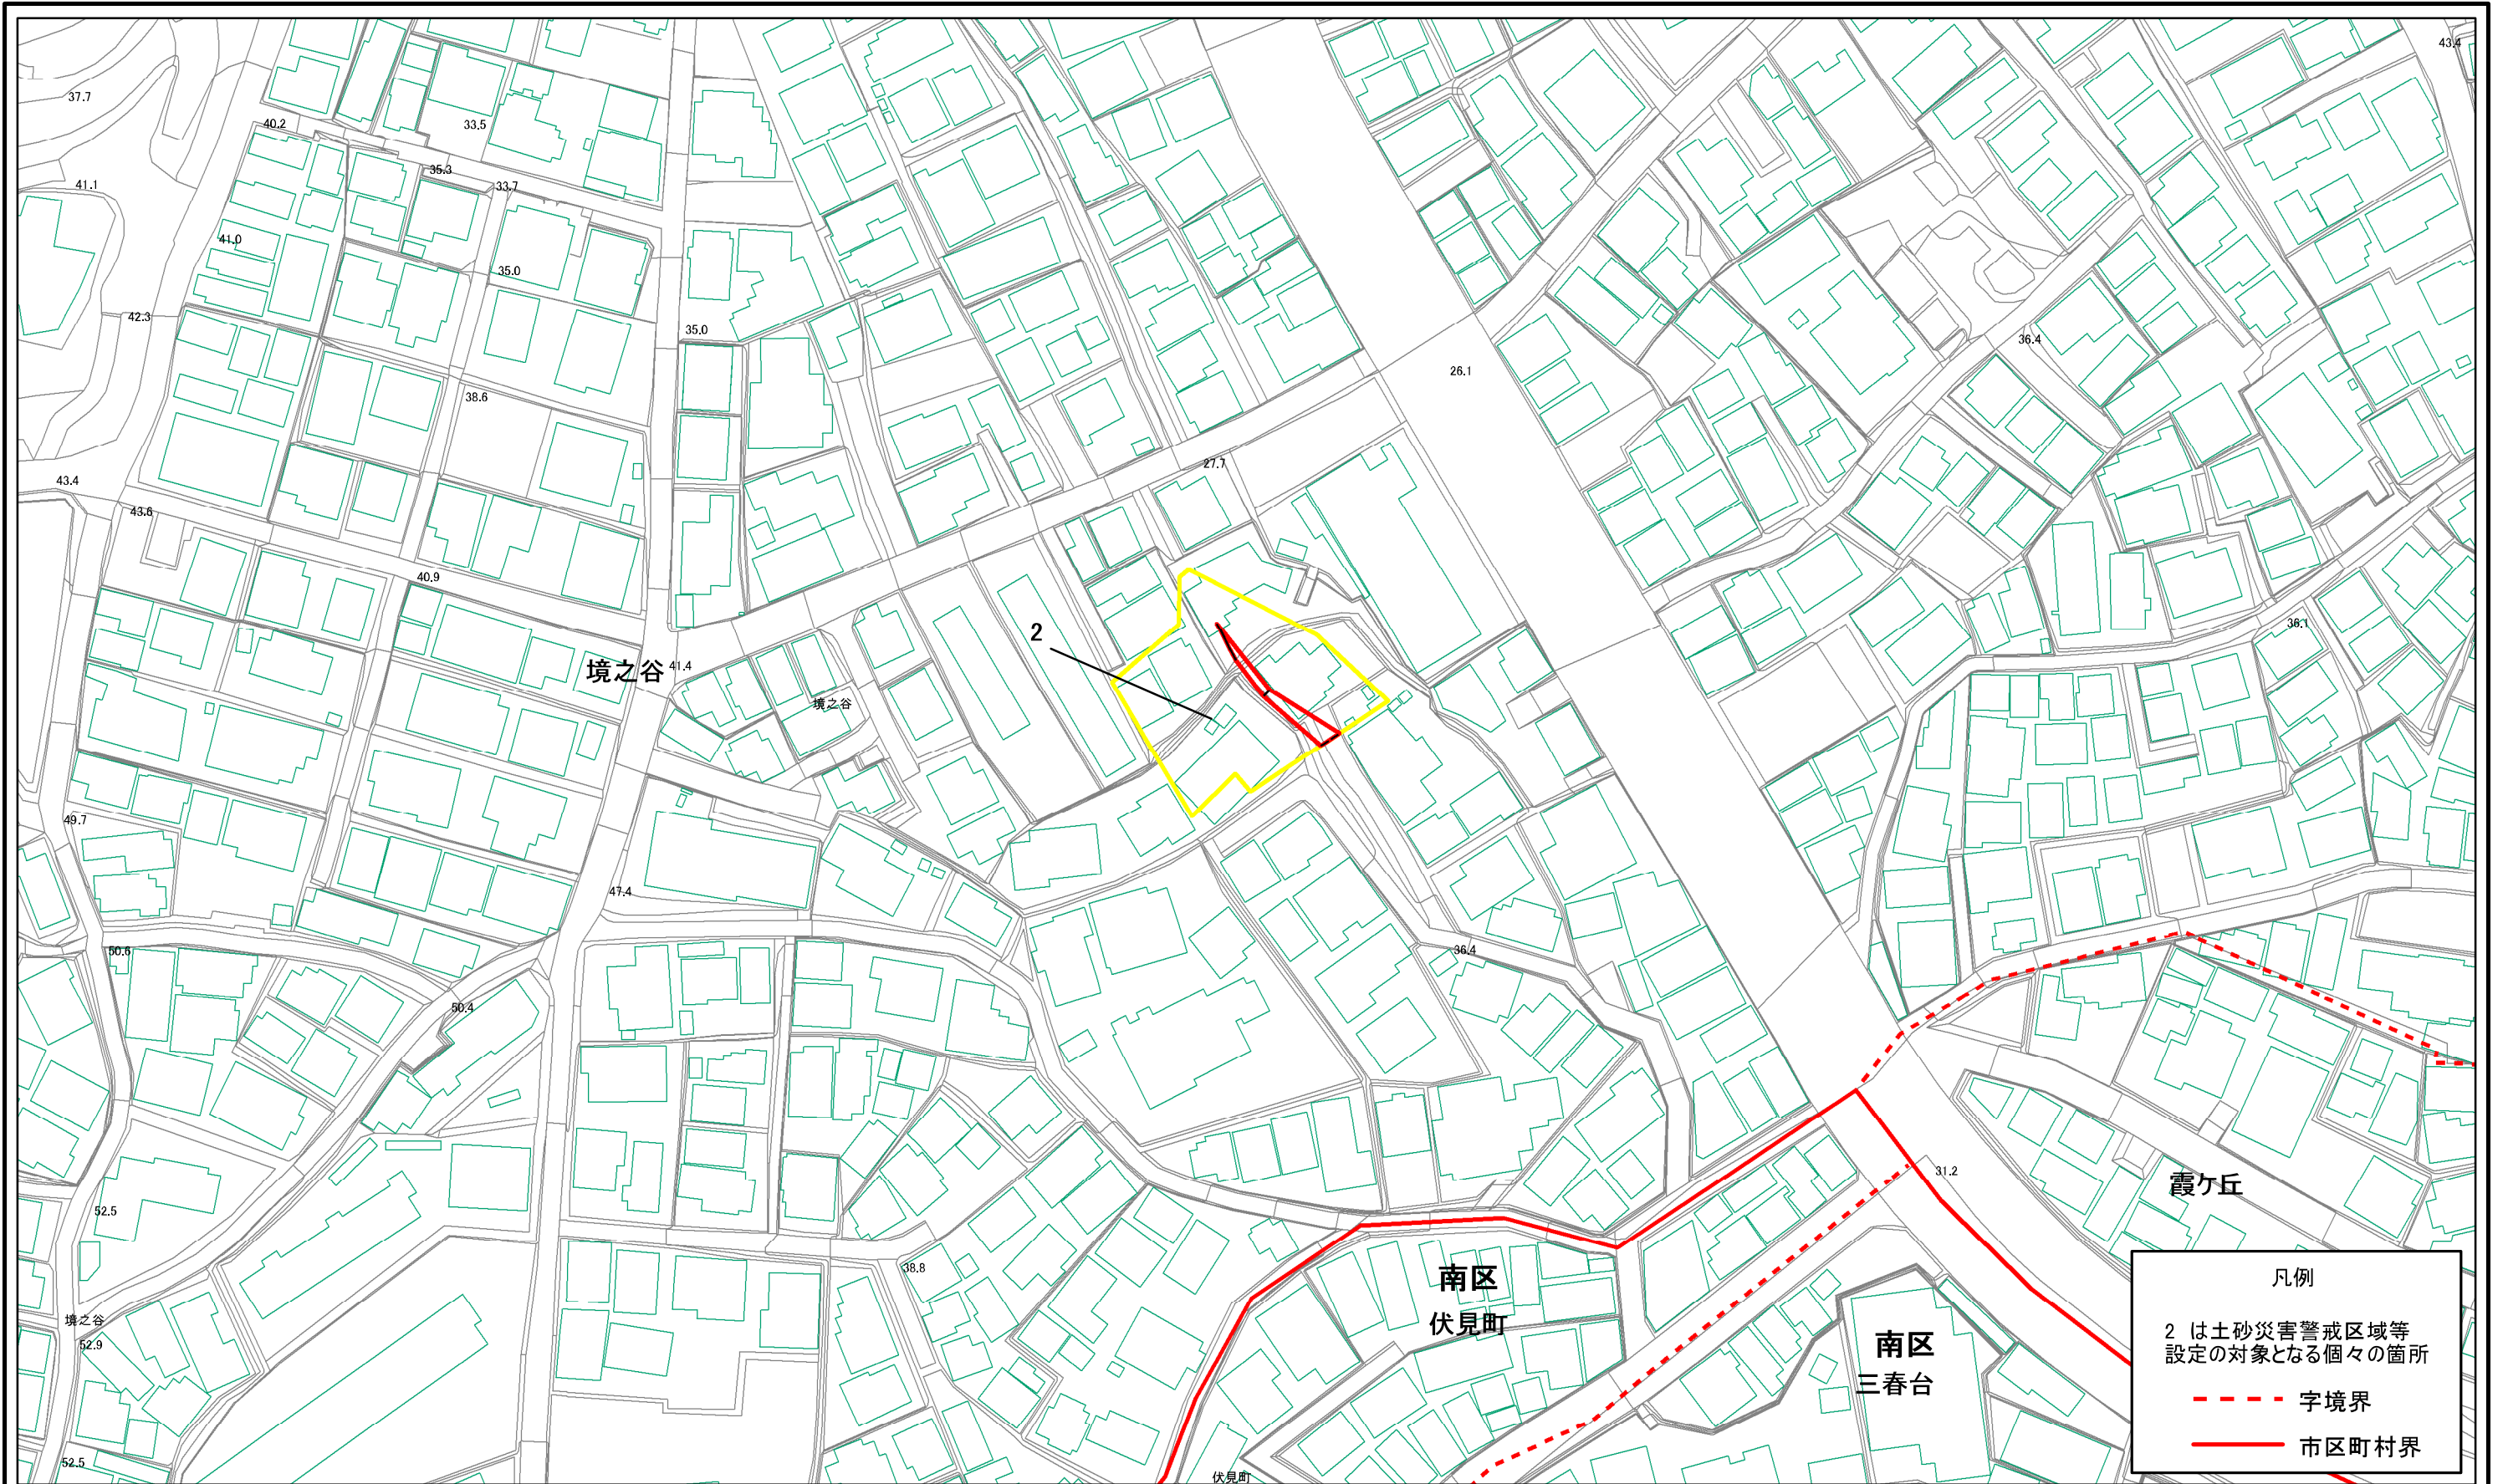 43.4
37.7
40.2
33.5
35.3
33.7
41.1
41.0
35.0
42.3
35.0
26.1
36.4
38.6
27.7
43.4
43.6
40.9
36.1
2
境之谷
41.4
境之谷
49.7
47.4
50.6
36.4
50.4
31.2
霞ケ丘
52.5
38.8
南区
伏見町
境之谷
52.9
南区
三春台
52.5
伏見町
凡例
2 は土砂災害警戒区域等
設定の対象となる個々の箇所
字境界
市区町村界